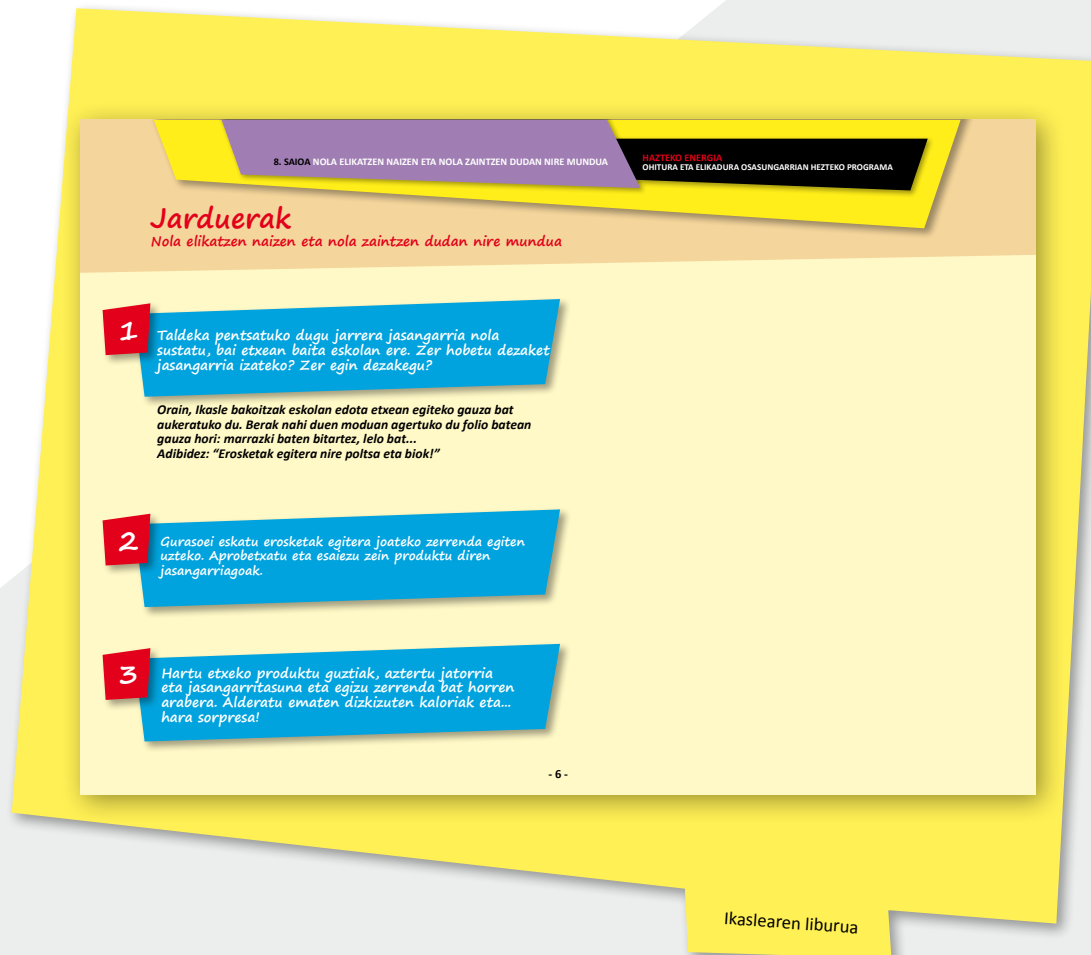 8. SAIOA NOLA ELIKATZEN NAIZEN ETA NOLA ZAINTZEN DUDAN NIRE MUNDUA
HAZTEKO ENERGIA
OHITURA ETA ELIKADURA OSASUNGARRIAN HEZTEKO PROGRAMA
Jarduerak
Nola elikatzen naizen eta nola zaintzen dudan nire mundua
1
Taldeka pentsatuko dugu jarrera jasangarria nola
sustatu, bai etxean baita eskolan ere. Zer hobetu dezaket
jasangarria izateko? Zer egin dezakegu?
Orain, Ikasle bakoitzak eskolan edota etxean egiteko gauza bat
aukeratuko du. Berak nahi duen moduan agertuko du folio batean
gauza hori: marrazki baten bitartez, lelo bat...
Adibidez: “Erosketak egitera nire poltsa eta biok!”
2
Gurasoei eskatu erosketak egitera joateko zerrenda egiten
uzteko. Aprobetxatu eta esaiezu zein produktu diren
jasangarriagoak.
3
Hartu etxeko produktu guztiak, aztertu jatorria
eta jasangarritasuna eta egizu zerrenda bat horren
arabera. Alderatu ematen dizkizuten kaloriak eta...
hara sorpresa!
- 6 -
Ikaslearen liburua